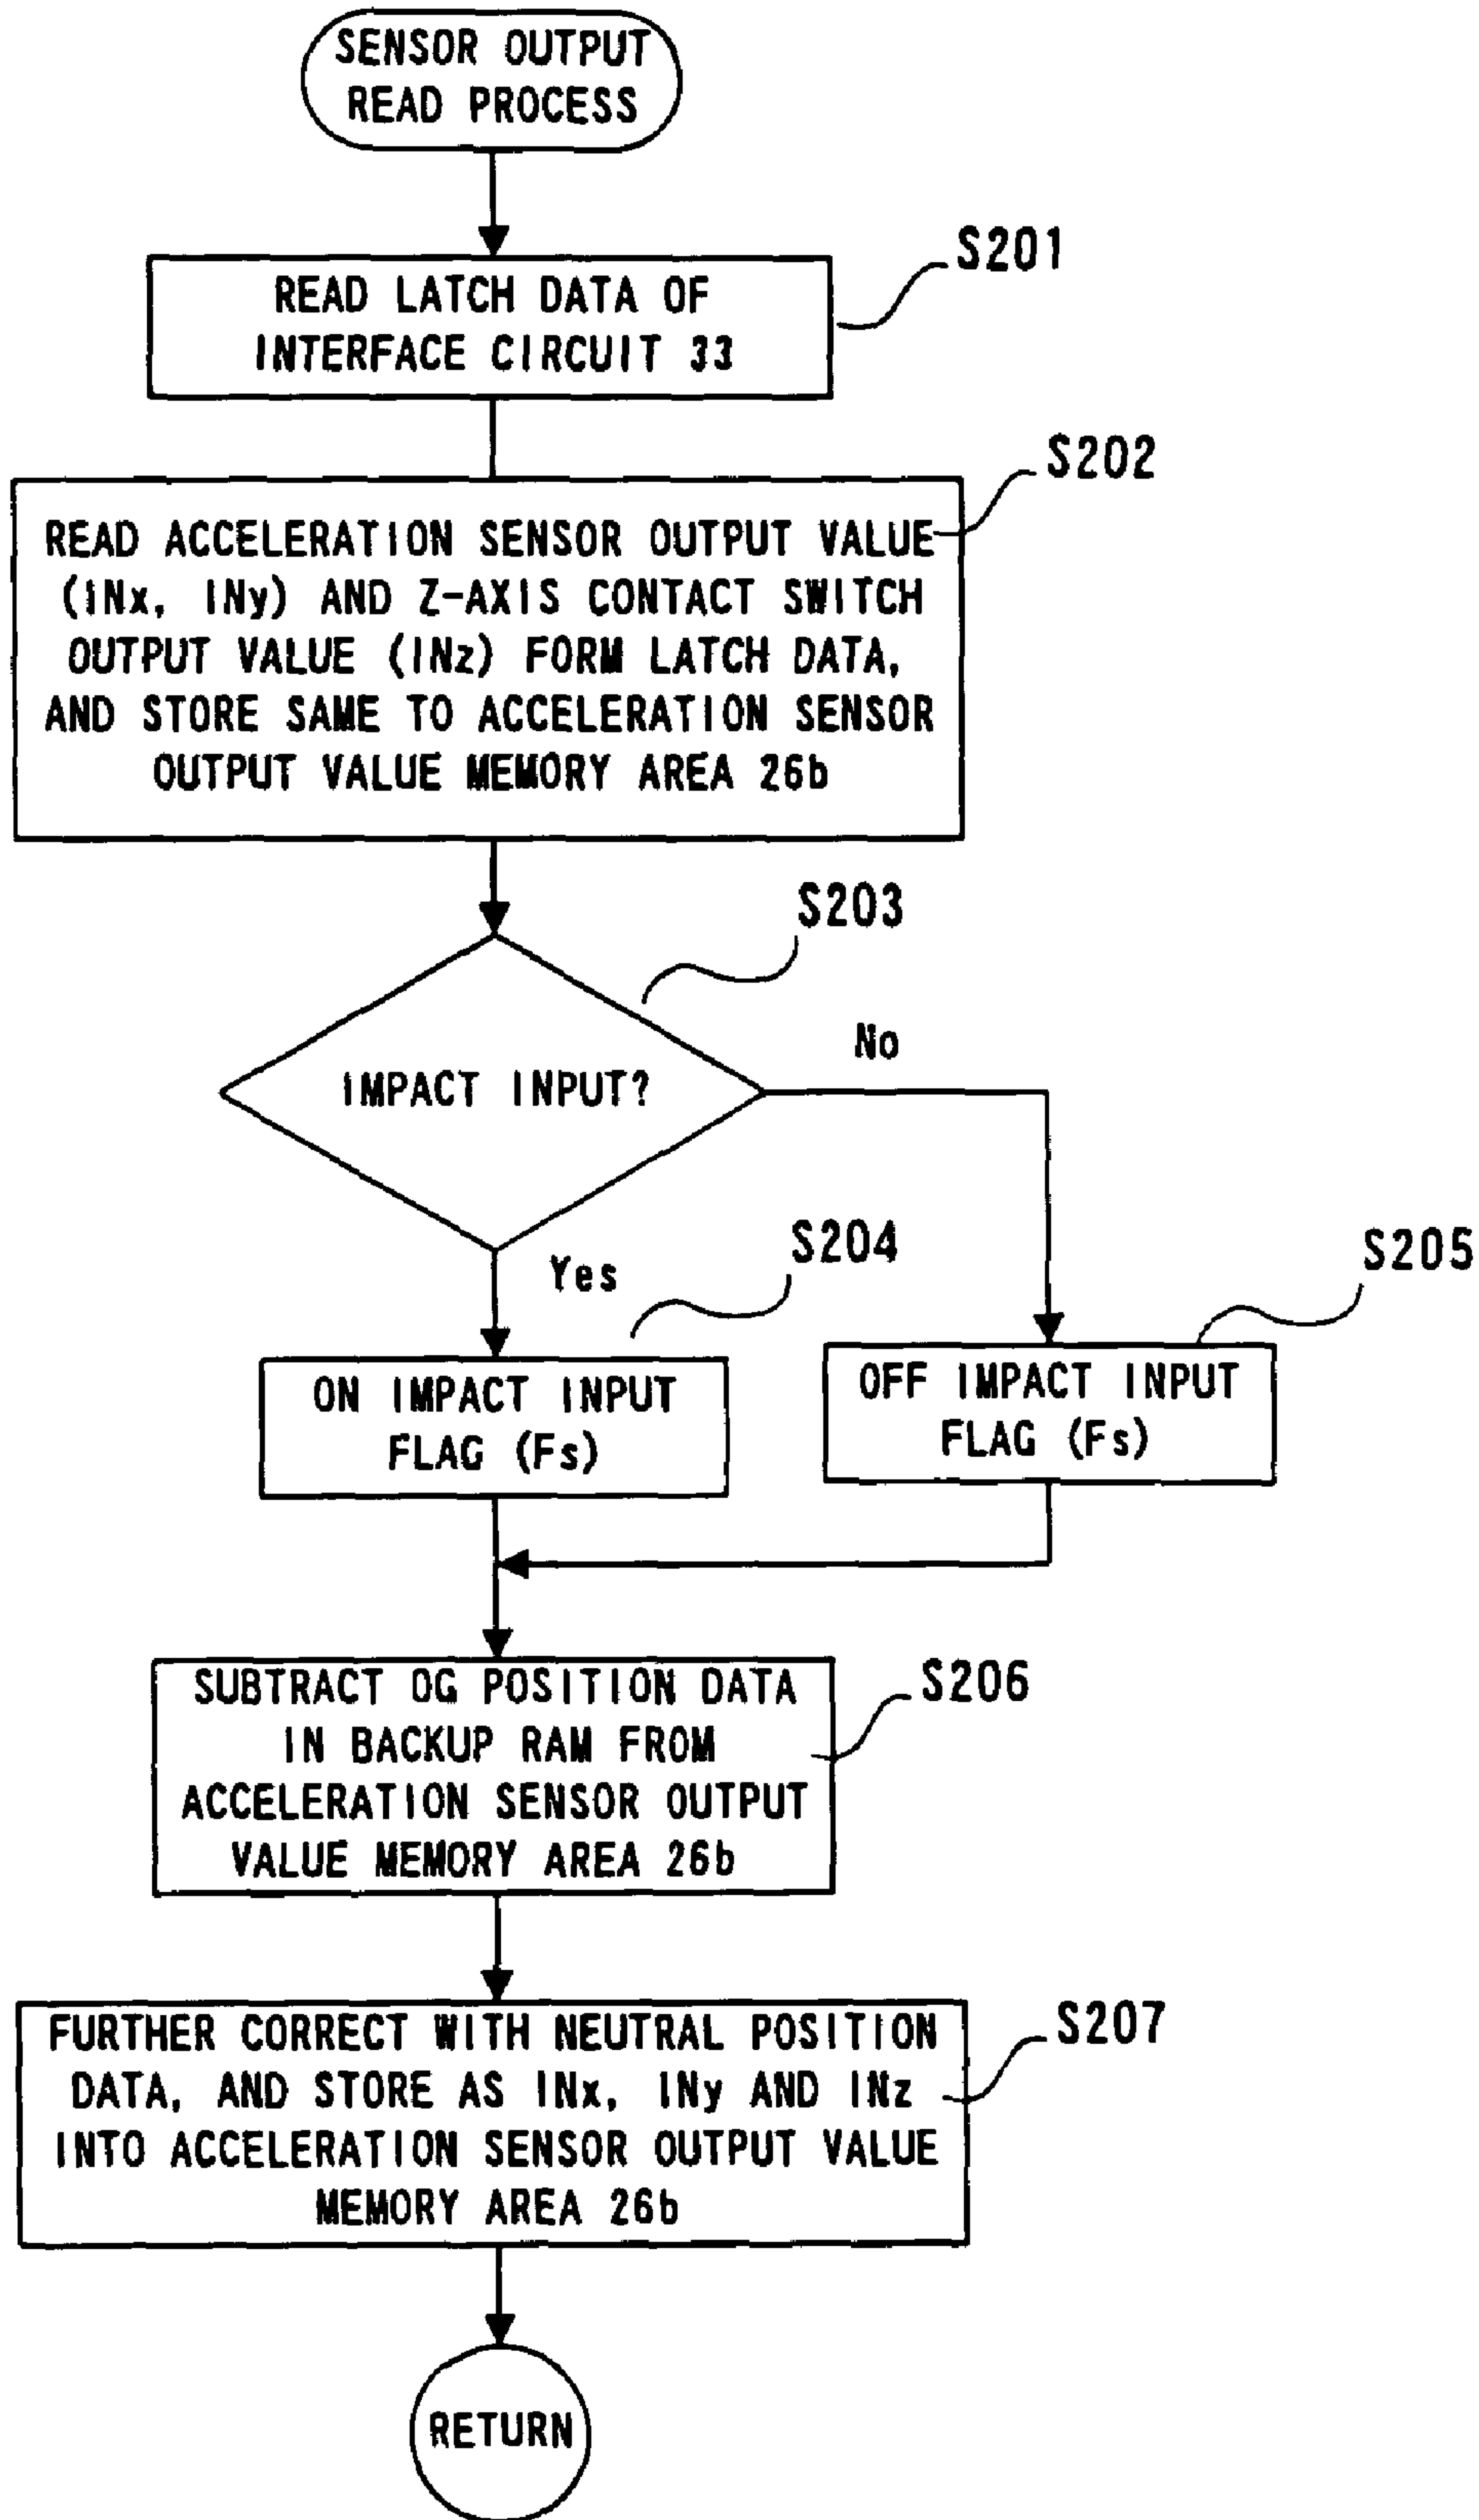 SENSOR OUTPUT
READ PROCESS
S201
READ LATCH DATA OF
INTERFACE CIRCUIT 33
S202
READ ACCELERATION SENSOR OUTPUT VALUE
(INx, INy) AND Z-AXIS CONTACT SWITCH
OUTPUT VALUE (INz) FORM LATCH DATA,
AND STORE SAME TO ACCELERATION SENSOR
OUTPUT VALUE MEMORY AREA 26b
S203
No
IMPACT INPUT?
Yes
S204
S205
ON IMPACT INPUT
FLAG (Fs)
OFF IMPACT INPUT
FLAG (Fs)
S206
SUBTRACT 0G POSITION DATA
IN BACKUP RAM FROM
ACCELERATION SENSOR OUTPUT
VALUE MEMORY AREA 26b
S207
FURTHER CORRECT WITH NEUTRAL POSITION
DATA, AND STORE AS INx, INy AND INz
INTO ACCELERATION SENSOR OUTPUT VALUE
MEMORY AREA 26b
RETURN